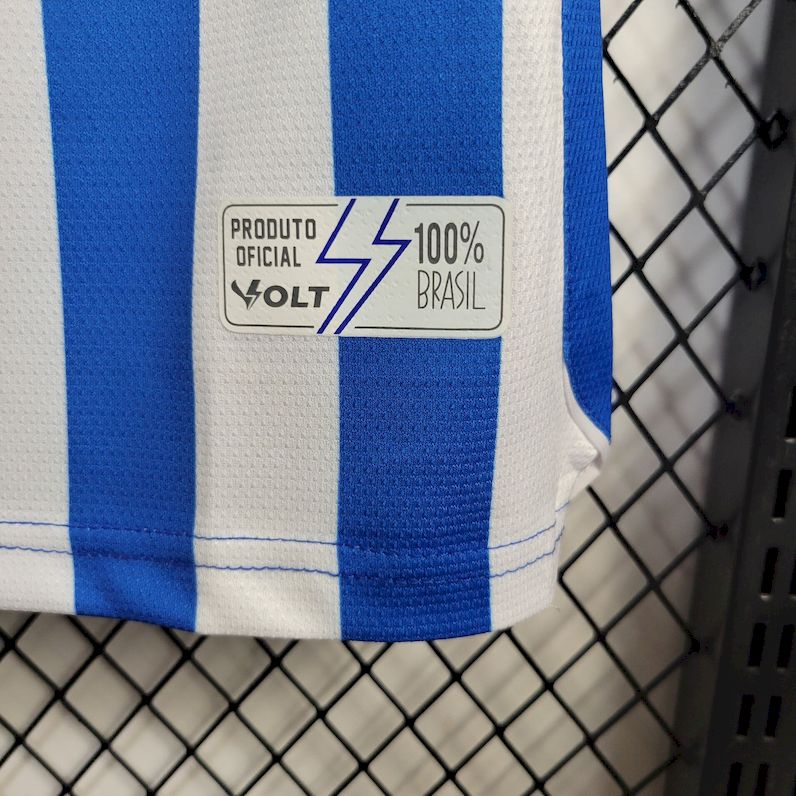 PRODUTO
OFICIAL
VOLT
100%
BRASIL